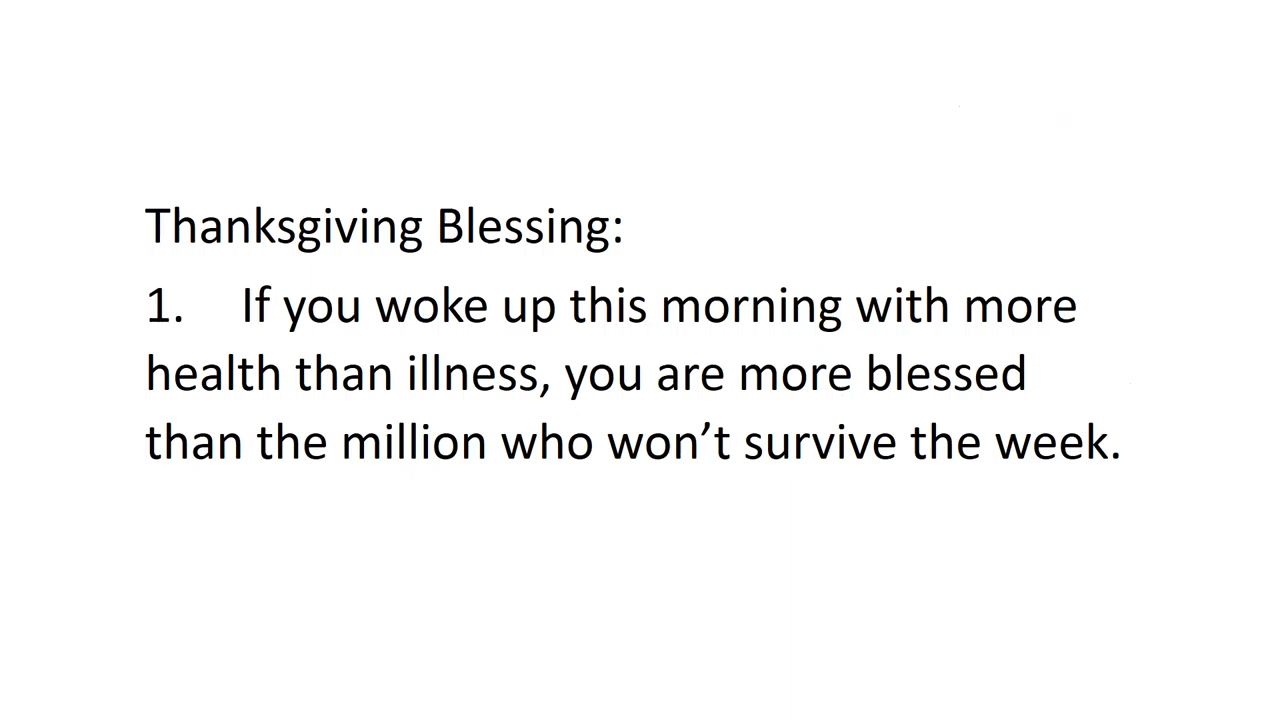 Thanksgiving Blessing:
1. If you woke up this morning with more
health than illness, you are more blessed
than the million who won’t survive the week.